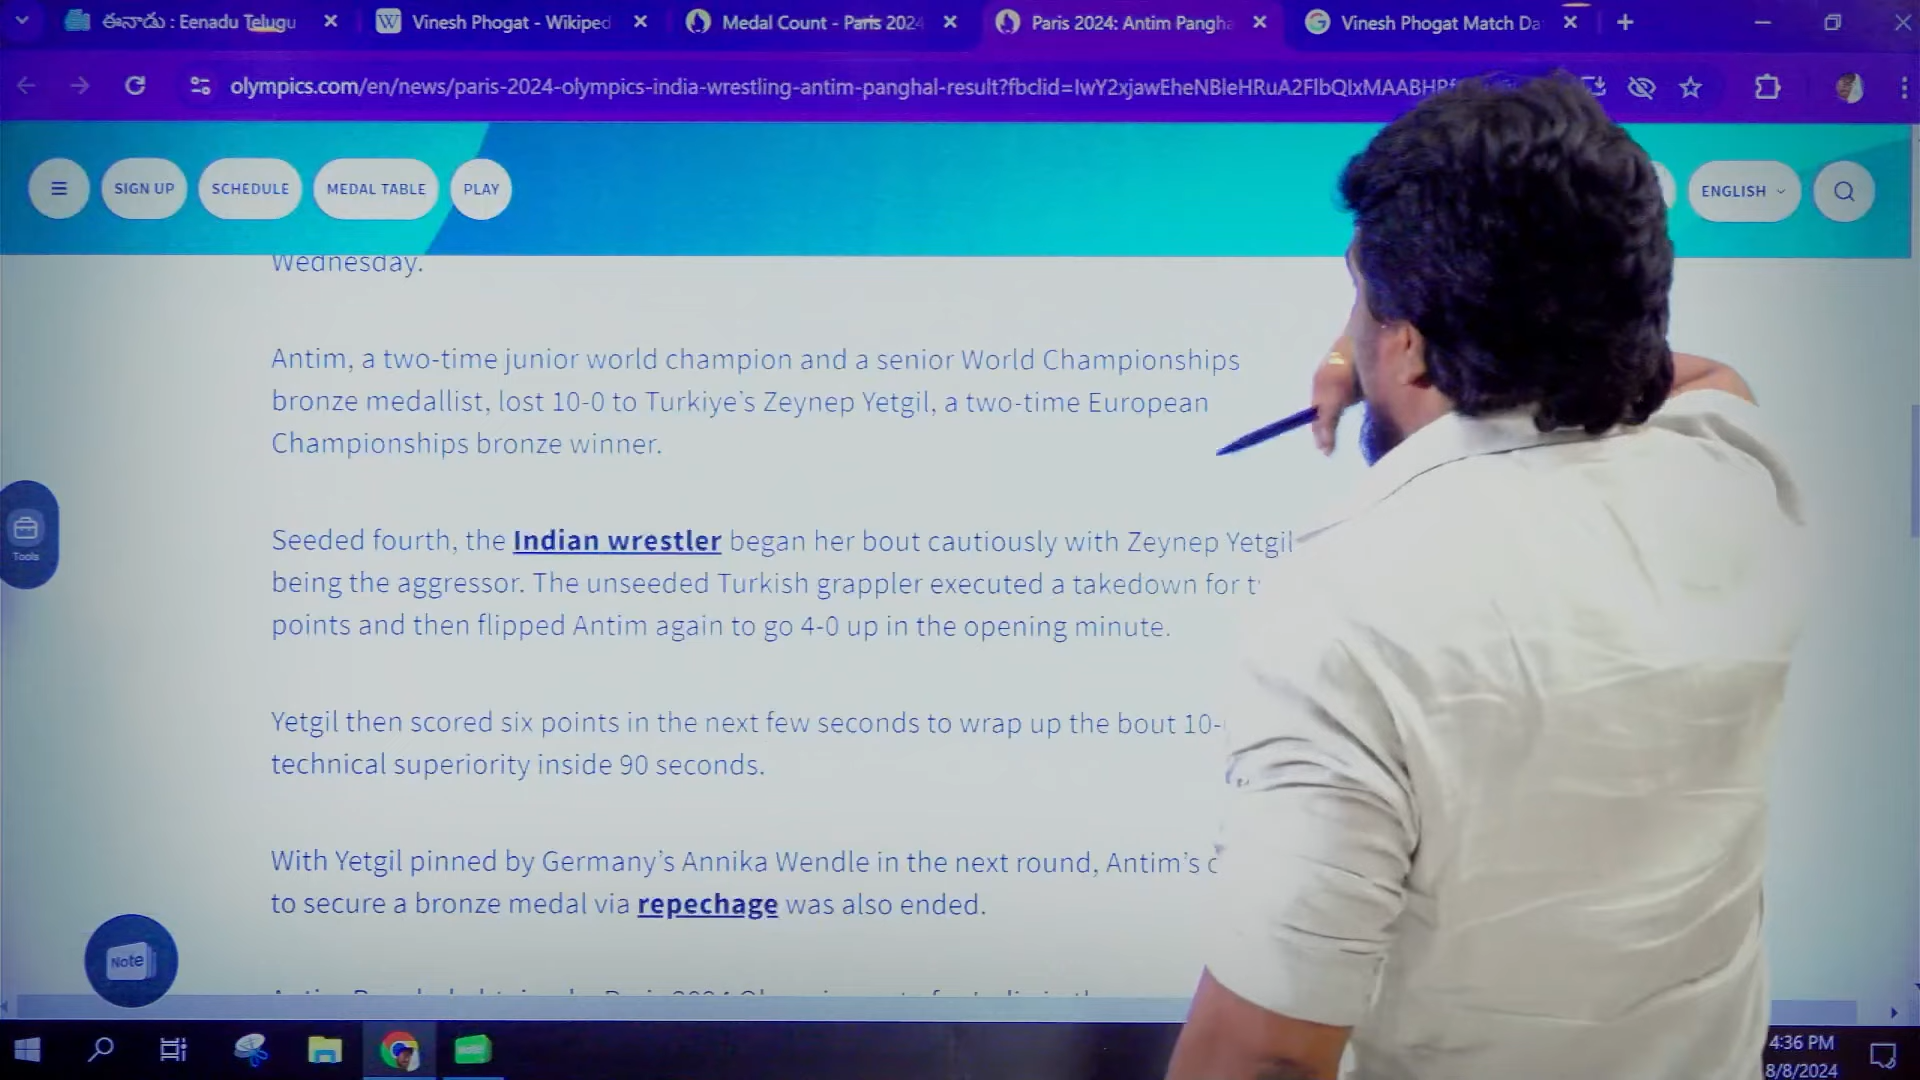 ఈనాడు : Eenadu Telugu
Vinesh Phogat - Wikiped
Medal Count - Paris 2024
Paris 2024: Antim Pangha
Vinesh Phogat Match Da
olympics.com/en/news/paris-2024-olympics-india-wrestling-antim-panghal-result?fbclid=IwY2xjawEheNBleHRuA2FlbQIxMAABHRf
SIGN UP
SCHEDULE
MEDAL TABLE
PLAY
ENGLISH
Wednesday.
Antim, a two-time junior world champion and a senior World Championships
bronze medallist, lost 10-0 to Turkiye’s Zeynep Yetgil, a two-time European
Championships bronze winner.
Seeded fourth, the Indian wrestler began her bout cautiously with Zeynep Yetgil
being the aggressor. The unseeded Turkish grappler executed a takedown for t
points and then flipped Antim again to go 4-0 up in the opening minute.
Yetgil then scored six points in the next few seconds to wrap up the bout 10-
technical superiority inside 90 seconds.
With Yetgil pinned by Germany’s Annika Wendle in the next round, Antim’s c
to secure a bronze medal via repechage was also ended.
Tools
Note
4:36 PM
8/8/2024